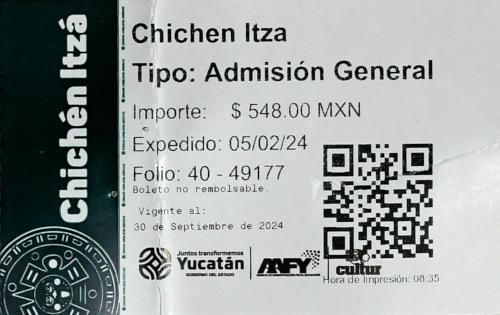 Chichén Itzá
Chichen Itza
Tipo: Admisión General
Importe: $ 548.00 MXN
Expedido: 05/02/24
Folio: 40 - 49177
Boleto no rembolsable.
Vigente al:
30 de Septiembre de 2024
Juntos transformemos
Yucatán
GOBIERNO DEL ESTADO
AAFY
cultur
Hora de Impresión: 08:35